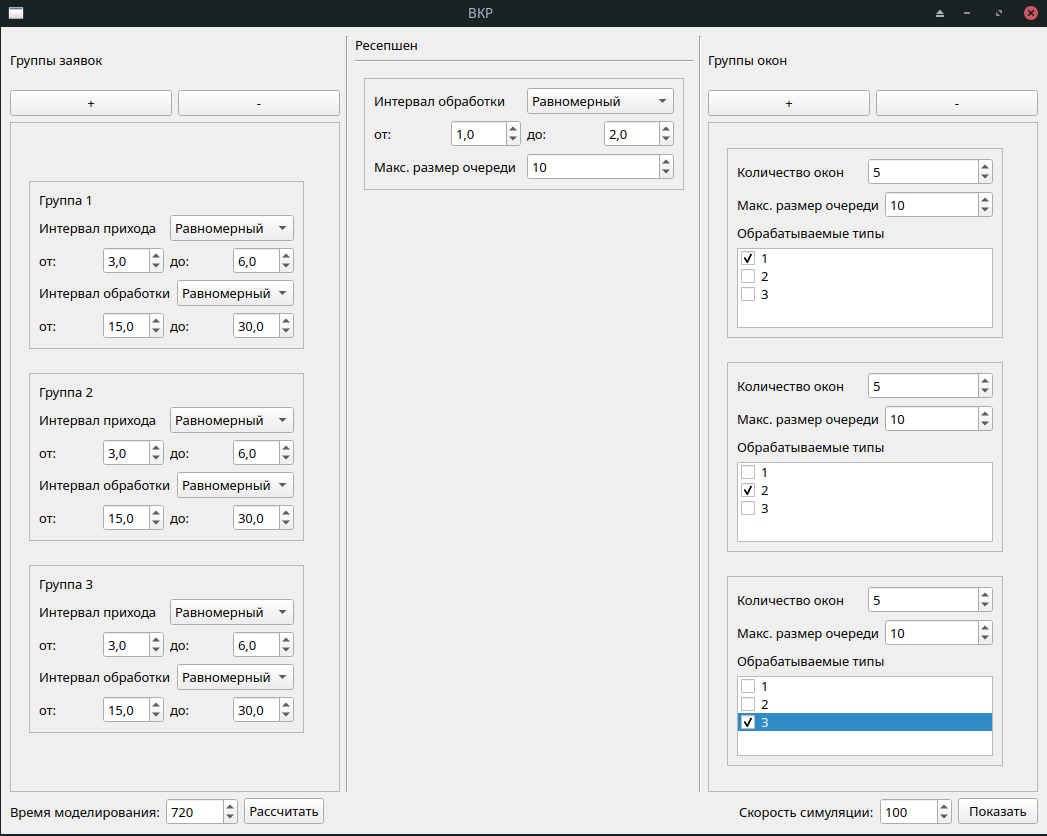 ВКР
Группы заявок
+ -
Группа 1
Интервал прихода Равномерный
от: 3,0 до: 6,0
Интервал обработки Равномерный
от: 15,0 до: 30,0
Группа 2
Интервал прихода Равномерный
от: 3,0 до: 6,0
Интервал обработки Равномерный
от: 15,0 до: 30,0
Группа 3
Интервал прихода Равномерный
от: 3,0 до: 6,0
Интервал обработки Равномерный
от: 15,0 до: 30,0
Время моделирования: 720 Рассчитать
Ресепшен
Интервал обработки Равномерный
от: 1,0 до: 2,0
Макс. размер очереди 10
Группы окон
+ -
Количество окон 5
Макс. размер очереди 10
Обрабатываемые типы
1
2
3
Количество окон 5
Макс. размер очереди 10
Обрабатываемые типы
1
2
3
Количество окон 5
Макс. размер очереди 10
Обрабатываемые типы
1
2
3
Скорость симуляции: 100 Показать